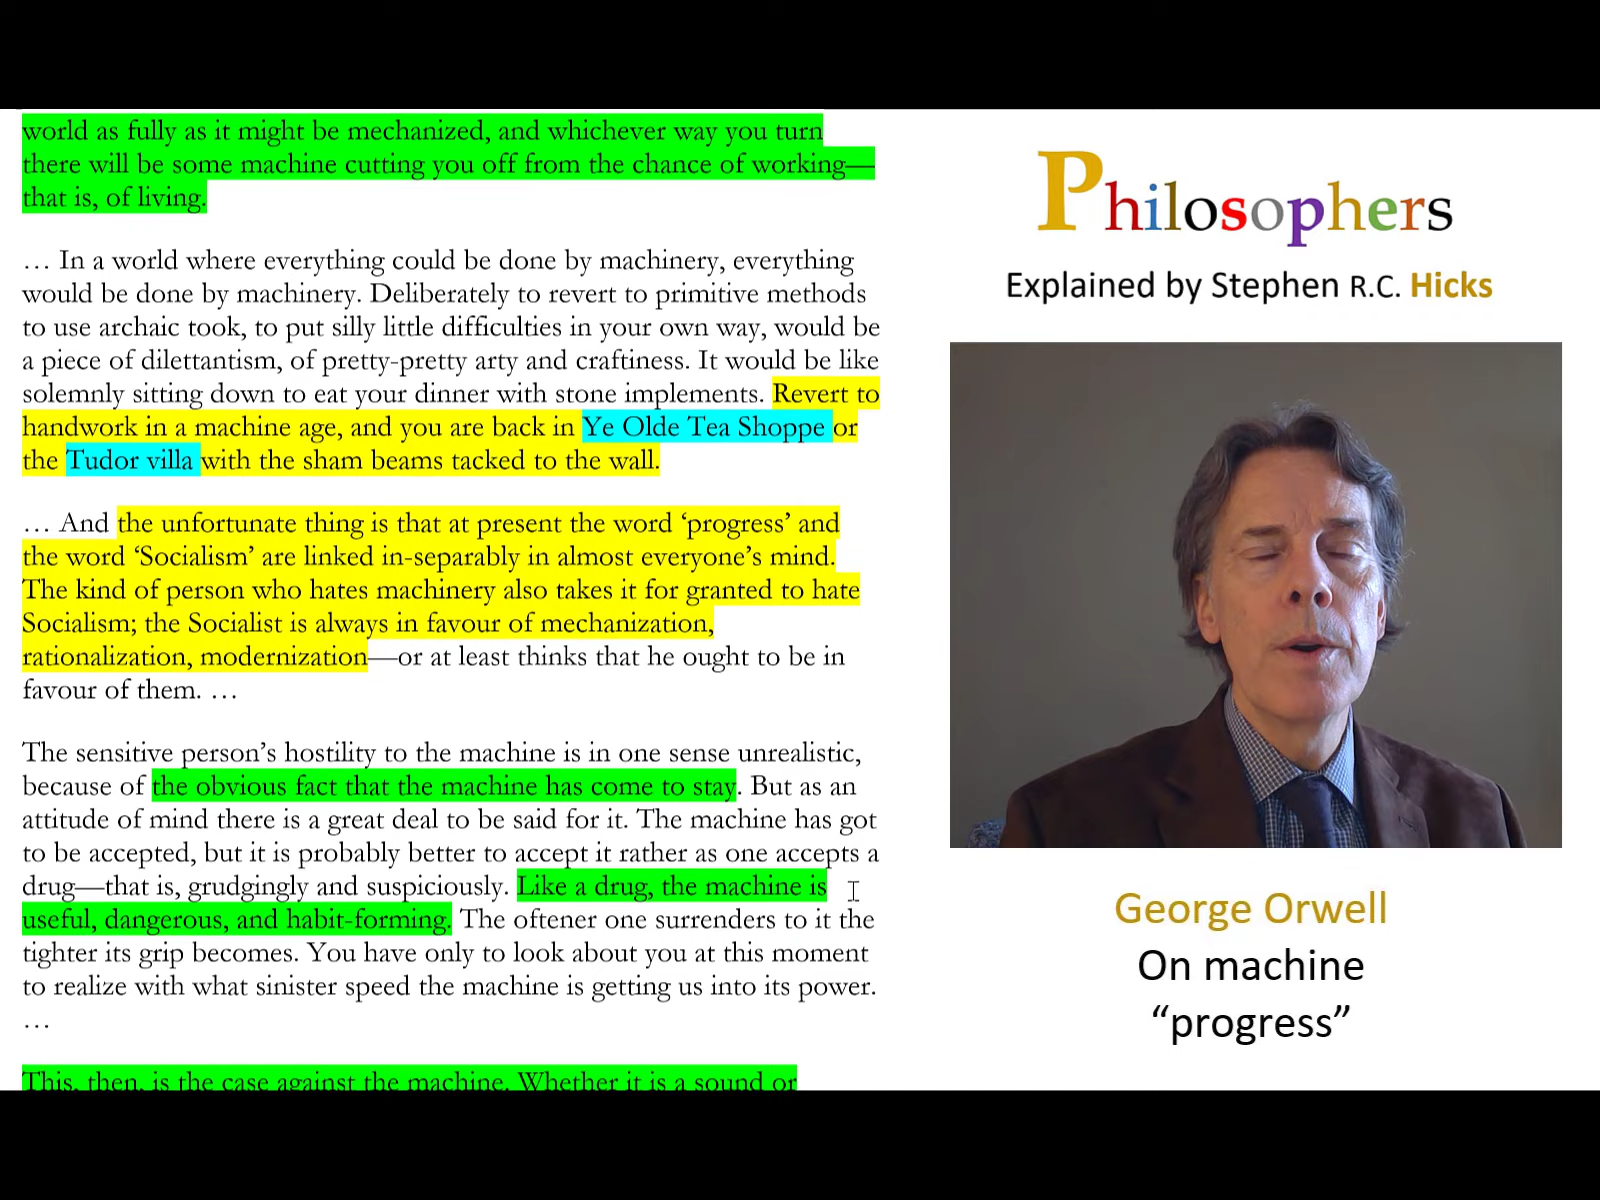 world as fully as it might be mechanized, and whichever way you turn
there will be some machine cutting you off from the chance of working—
that is, of living.
… In a world where everything could be done by machinery, everything
would be done by machinery. Deliberately to revert to primitive methods
to use archaic took, to put silly little difficulties in your own way, would be
a piece of dilettantism, of pretty-pretty arty and craftiness. It would be like
solemnly sitting down to eat your dinner with stone implements. Revert to
handwork in a machine age, and you are back in Ye Olde Tea Shoppe or
the Tudor villa with the sham beams tacked to the wall.
… And the unfortunate thing is that at present the word ‘progress’ and
the word ‘Socialism’ are linked in-separably in almost everyone’s mind.
The kind of person who hates machinery also takes it for granted to hate
Socialism; the Socialist is always in favour of mechanization,
rationalization, modernization—or at least thinks that he ought to be in
favour of them. …
The sensitive person’s hostility to the machine is in one sense unrealistic,
because of the obvious fact that the machine has come to stay. But as an
attitude of mind there is a great deal to be said for it. The machine has got
to be accepted, but it is probably better to accept it rather as one accepts a
drug—that is, grudgingly and suspiciously. Like a drug, the machine is
useful, dangerous, and habit-forming. The oftener one surrenders to it the
tighter its grip becomes. You have only to look about you at this moment
to realize with what sinister speed the machine is getting us into its power.
…
This, then, is the case against the machine. Whether it is a sound or
Philosophers
Explained by Stephen R.C. Hicks
George Orwell
On machine
“progress”